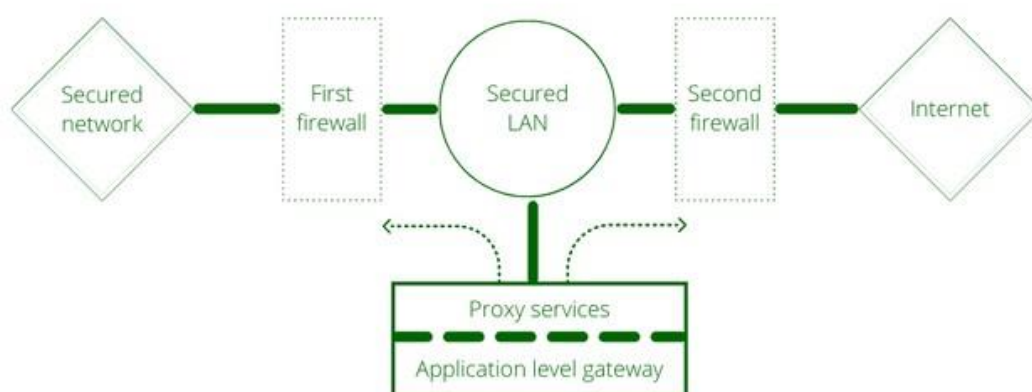 Secured
network
First
firewall
Secured
LAN
Second
firewall
Internet
Proxy services
Application level gateway